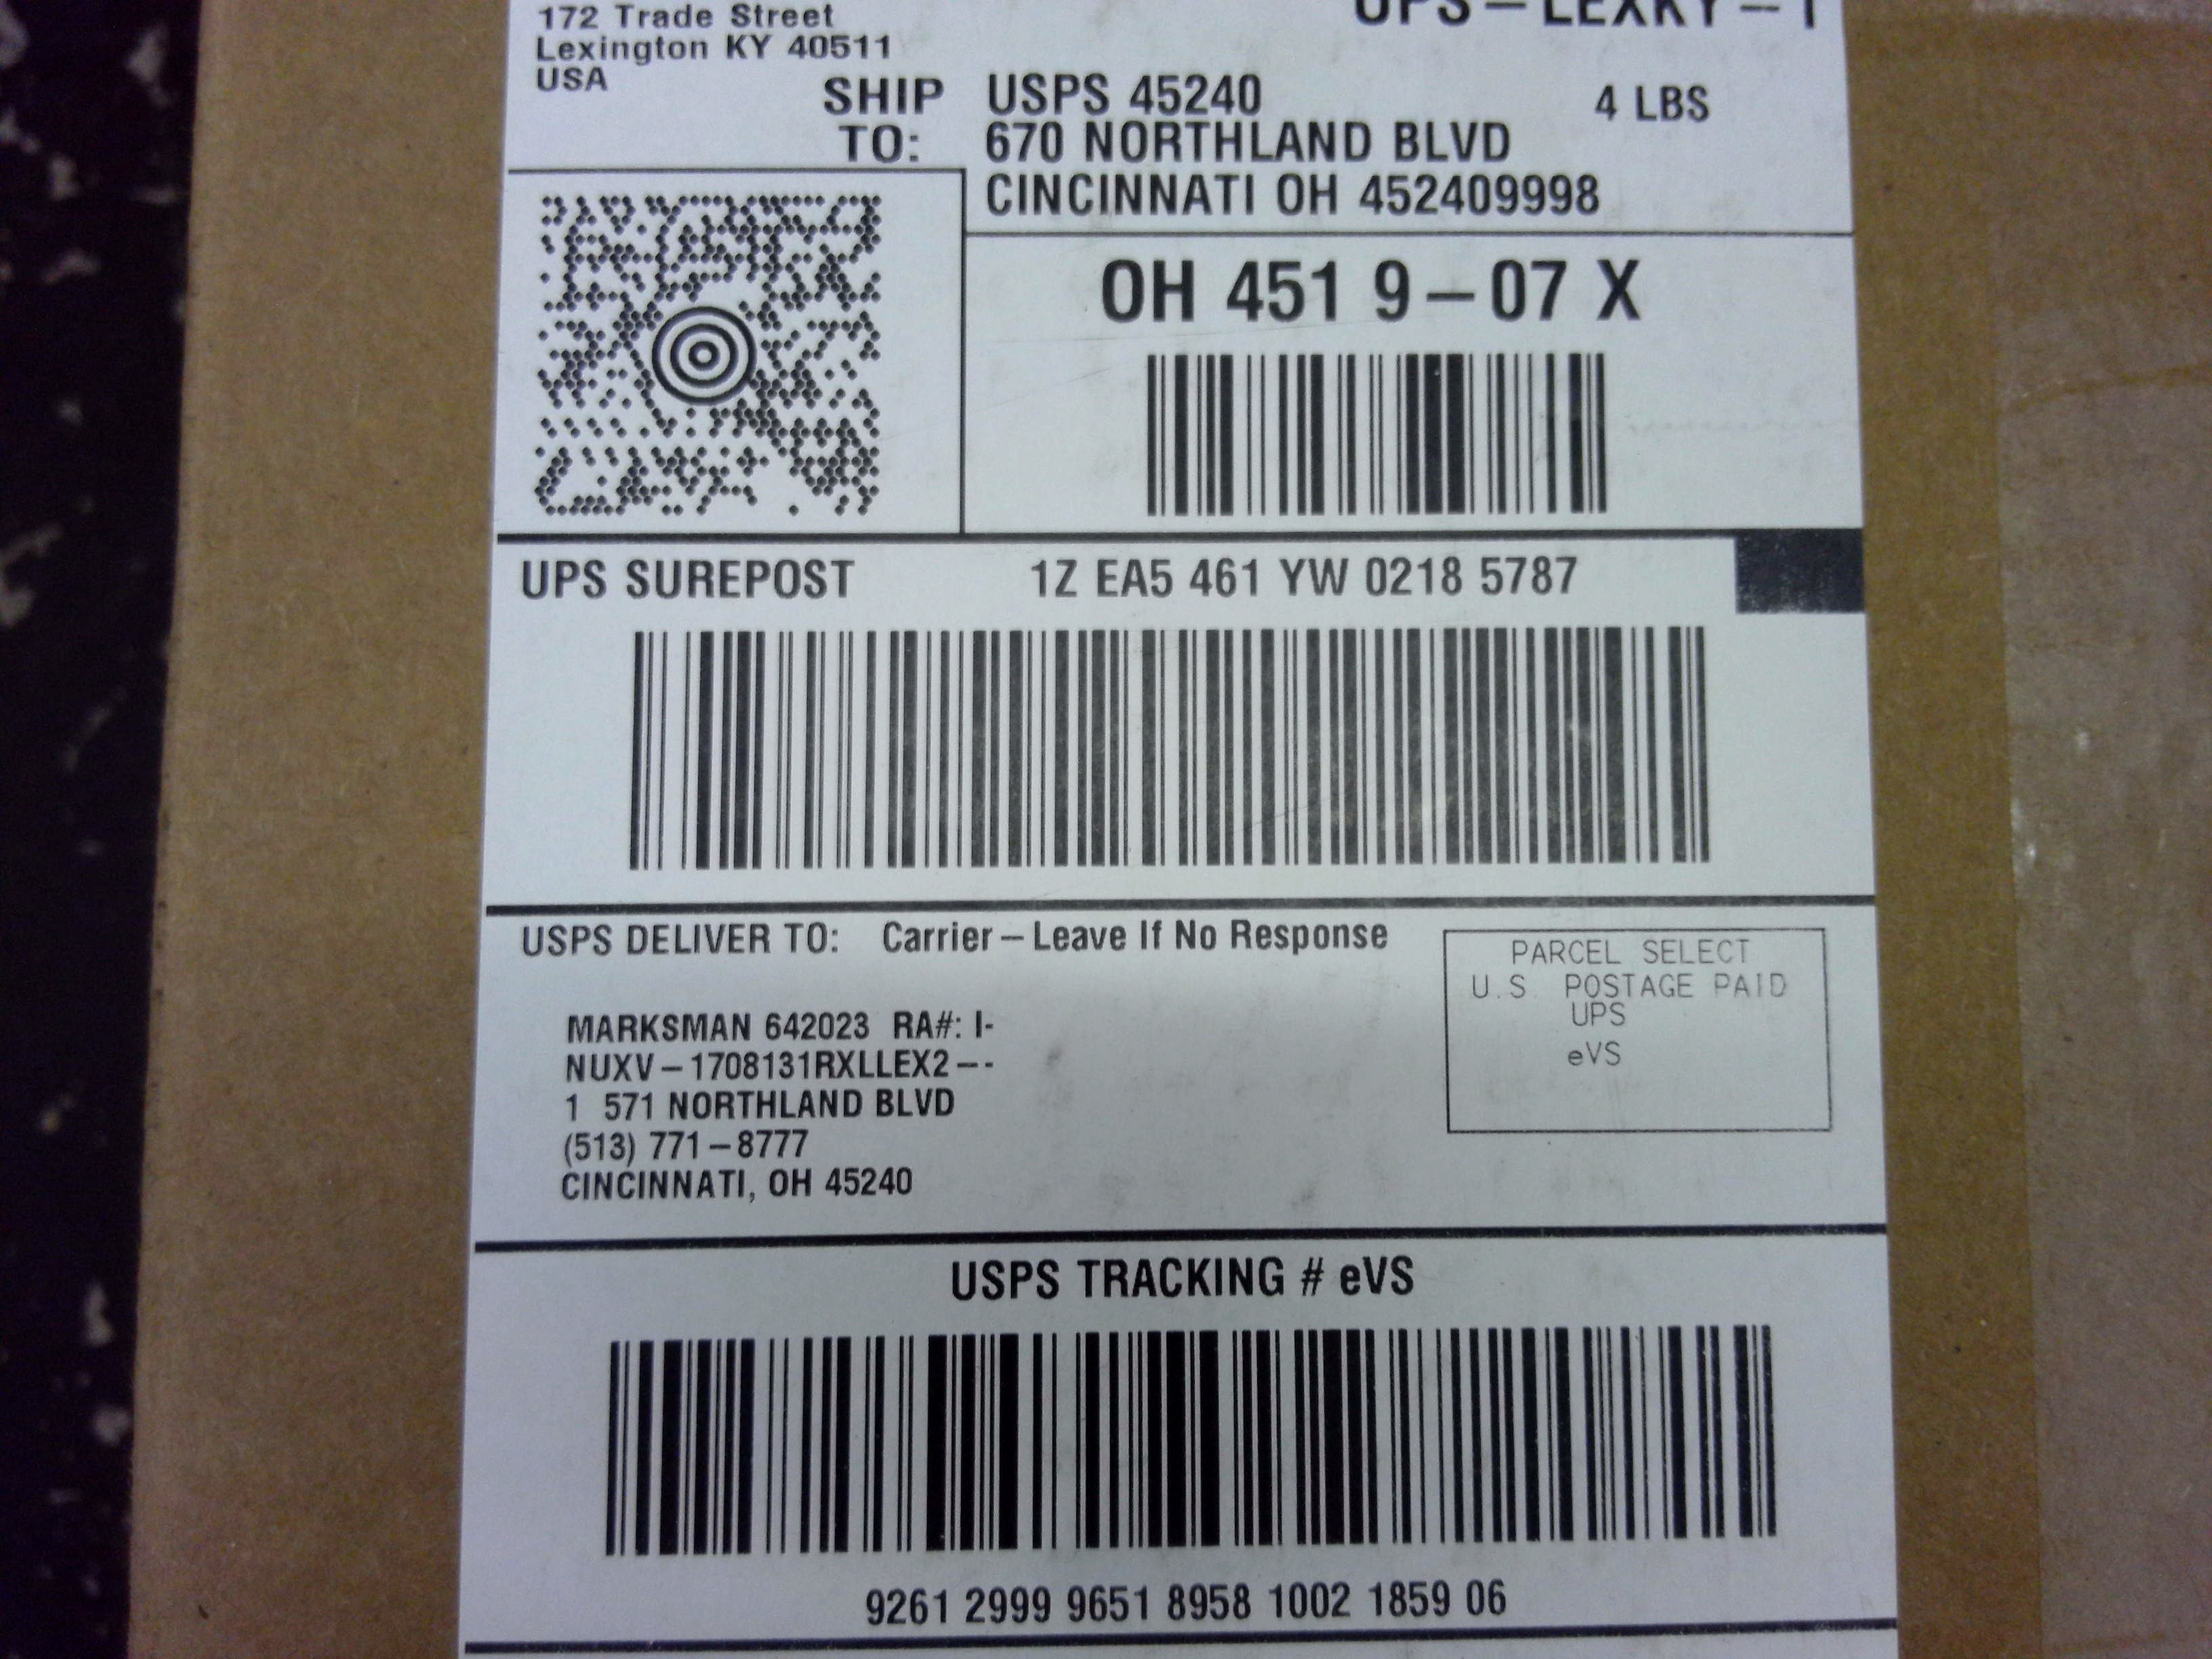 172 Trade Street
Lexington KY 40511
USA
UPS – LEXKY –
4 LBS
SHIP TO:
USPS 45240
670 NORTHLAND BLVD
CINCINNATI OH 452409998
OH 451 9 – 07 X
UPS SUREPOST
1Z EA5 461 YW 0218 5787
USPS DELIVER TO: Carrier – Leave If No Response
MARKSMAN 642023 RA#: I-
NUXV – 1708131RXLLEX2 – -
1 571 NORTHLAND BLVD
(513) 771 – 8777
CINCINNATI, OH 45240
PARCEL SELECT
U.S. POSTAGE PAID
UPS
eVS
USPS TRACKING # eVS
9261 2999 9651 8958 1002 1859 06